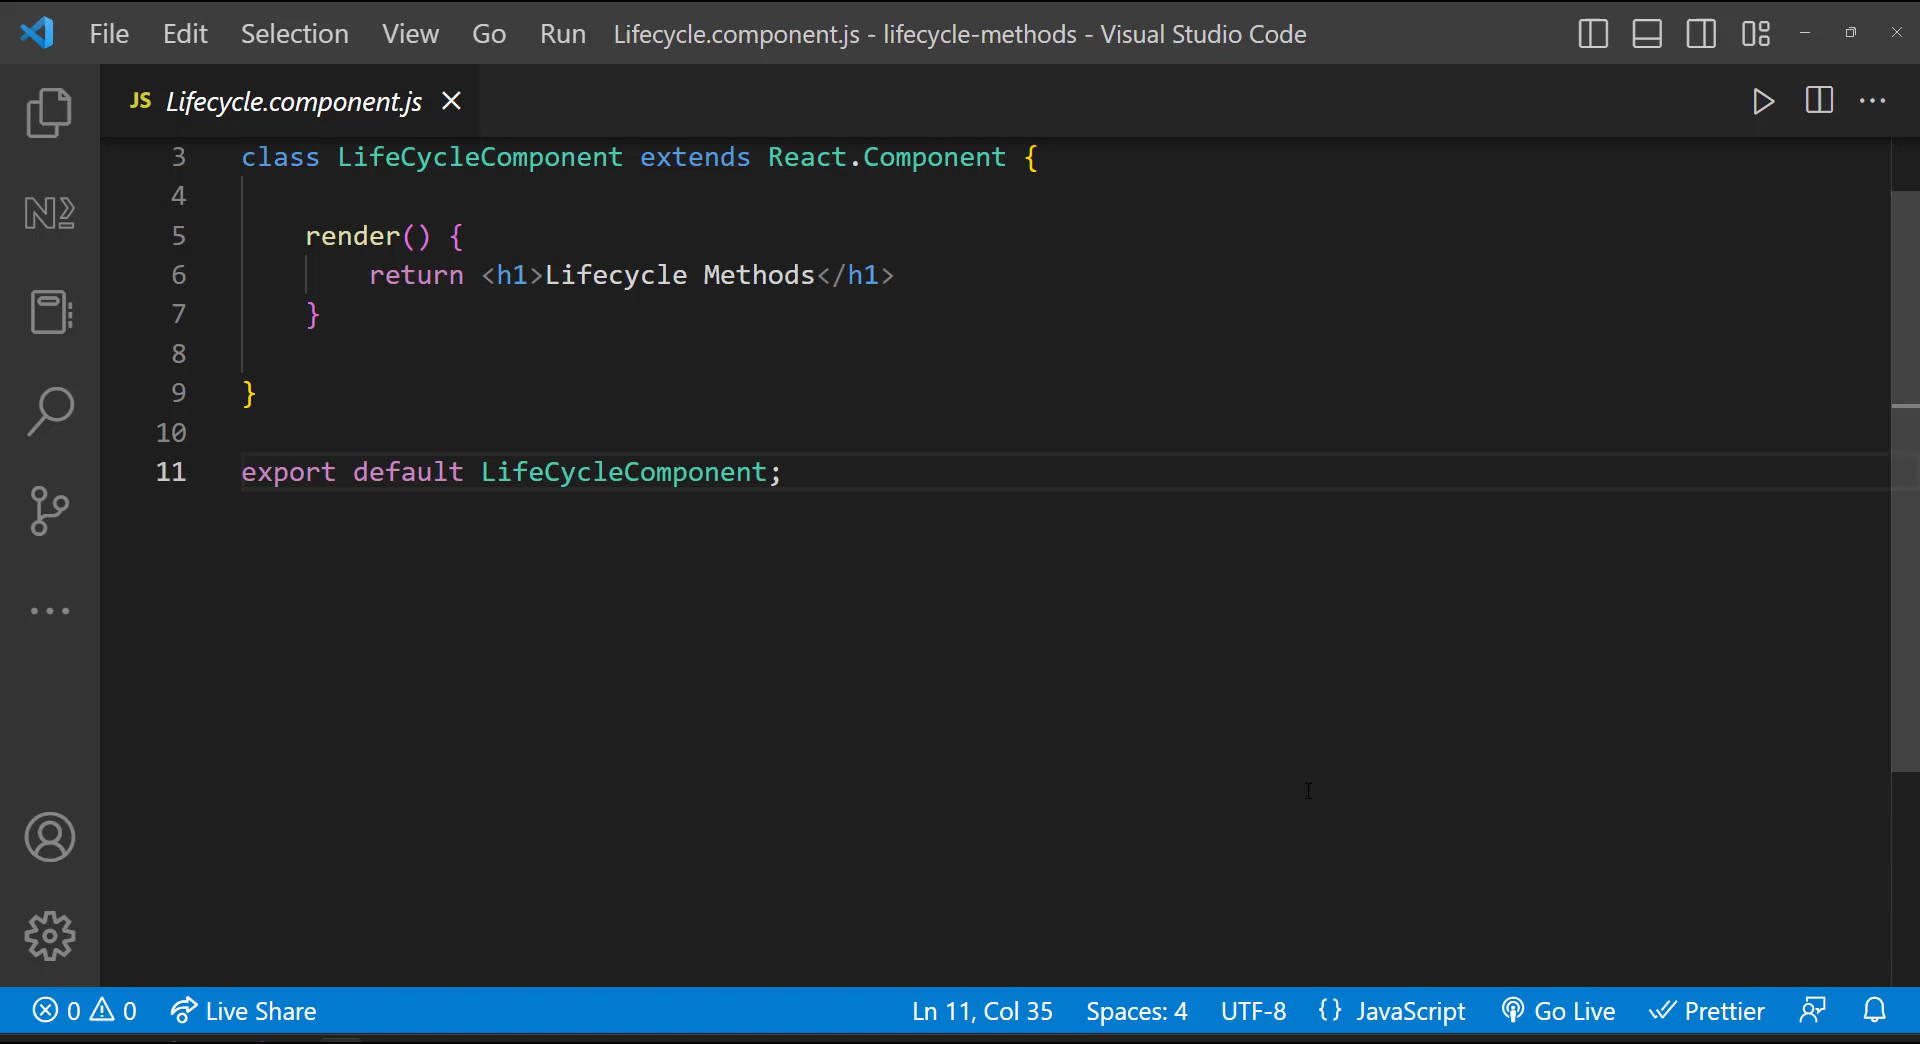 File Edit Selection View Go Run Lifecycle.component.js - lifecycle-methods - Visual Studio Code
JS Lifecycle.component.js
3 class LifeCycleComponent extends React.Component {
4
5 render() {
6 return <h1>Lifecycle Methods</h1>
7 }
8
9 }
10
11 export default LifeCycleComponent;
0 0 Live Share Ln 11, Col 35 Spaces: 4 UTF-8 {} JavaScript Go Live Prettier